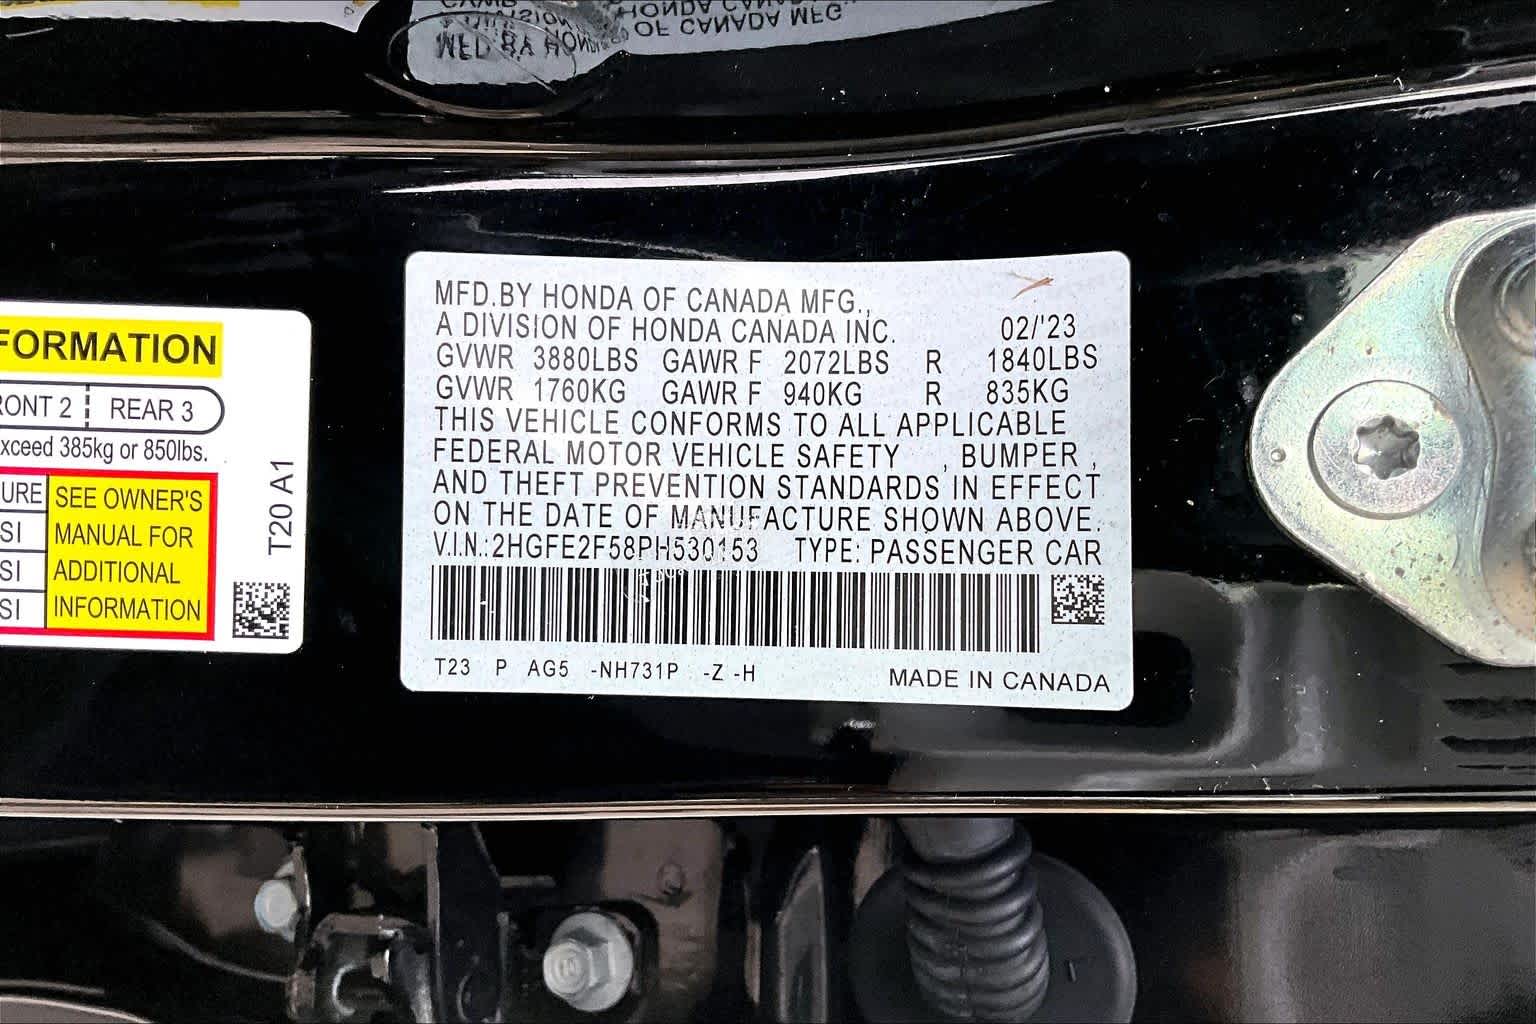 MFD BY HONDA OF CANADA MFG
FORMATION
FRONT 2 REAR 3
exceed 385kg or 850lbs.
URE SEE OWNER'S
SI MANUAL FOR
SI ADDITIONAL
SI INFORMATION
T20 A1
MFD.BY HONDA OF CANADA MFG.,
A DIVISION OF HONDA CANADA INC. 02/'23
GVWR 3880LBS GAWR F 2072LBS R 1840LBS
GVWR 1760KG GAWR F 940KG R 835KG
THIS VEHICLE CONFORMS TO ALL APPLICABLE
FEDERAL MOTOR VEHICLE SAFETY , BUMPER ,
AND THEFT PREVENTION STANDARDS IN EFFECT
ON THE DATE OF MANUFACTURE SHOWN ABOVE.
V.I.N.:2HGFE2F58PH530153 TYPE: PASSENGER CAR
T23 P AG5 -NH731P -Z -H MADE IN CANADA